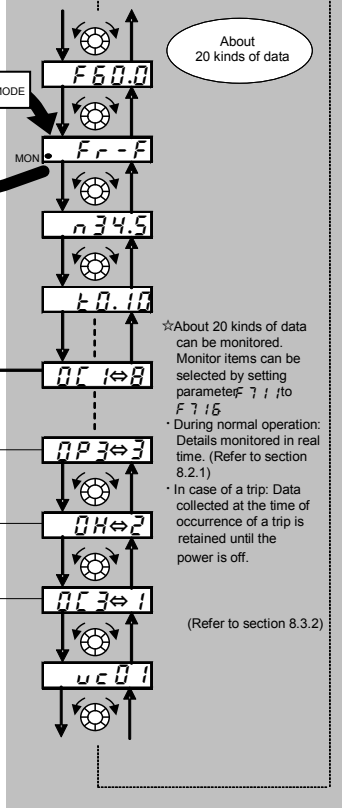 About
20 kinds of data
F60.0
MODE
Fr-F
MON
n34.5
t0.10
☆About 20 kinds of data
can be monitored.
Monitor items can be
selected by setting
parameter F711 to
F716
・During normal operation:
Details monitored in real
time. (Refer to section
8.2.1)
・In case of a trip: Data
collected at the time of
occurrence of a trip is
retained until the
power is off.
0C1⇔8
0P3⇔3
0H⇔2
0C3⇔1
(Refer to section 8.3.2)
uc01